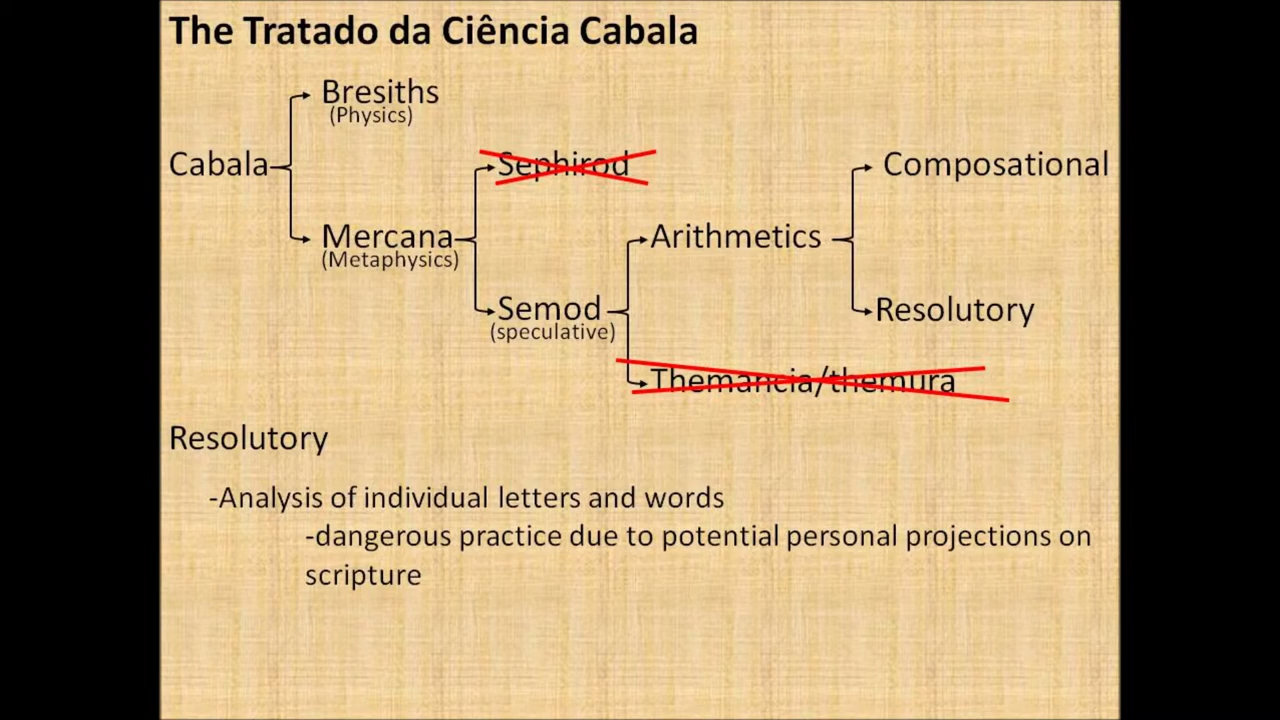 The Tratado da Ciência Cabala
Bresiths
(Physics)
Cabala
Sephirod
Composational
Mercana
(Metaphysics)
Arithmetics
Semod
(speculative)
Resolutory
Themancia/themura
Resolutory
-Analysis of individual letters and words
-dangerous practice due to potential personal projections on
scripture